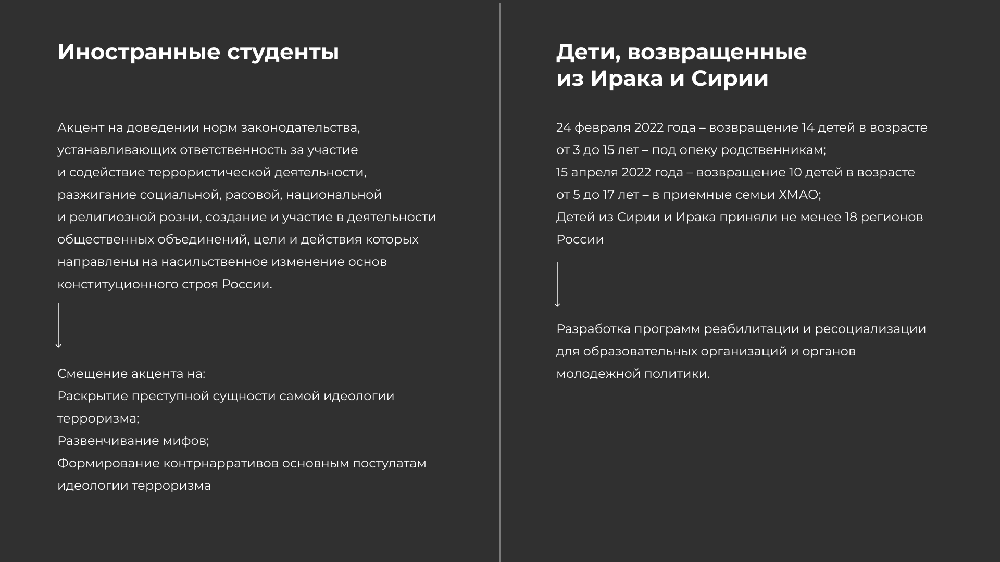 Иностранные студенты
Акцент на доведении норм законодательства,
устанавливающих ответственность за участие
и содействие террористической деятельности,
разжигание социальной, расовой, национальной
и религиозной розни, создание и участие в деятельности
общественных объединений, цели и действия которых
направлены на насильственное изменение основ
конституционного строя России.
Смещение акцента на:
Раскрытие преступной сущности самой идеологии
терроризма;
Развенчивание мифов;
Формирование контрнарративов основным постулатам
идеологии терроризма
Дети, возвращенные
из Ирака и Сирии
24 февраля 2022 года – возвращение 14 детей в возрасте
от 3 до 15 лет – под опеку родственникам;
15 апреля 2022 года – возвращение 10 детей в возрасте
от 5 до 17 лет – в приемные семьи ХМАО;
Детей из Сирии и Ирака приняли не менее 18 регионов
России
Разработка программ реабилитации и ресоциализации
для образовательных организаций и органов
молодежной политики.